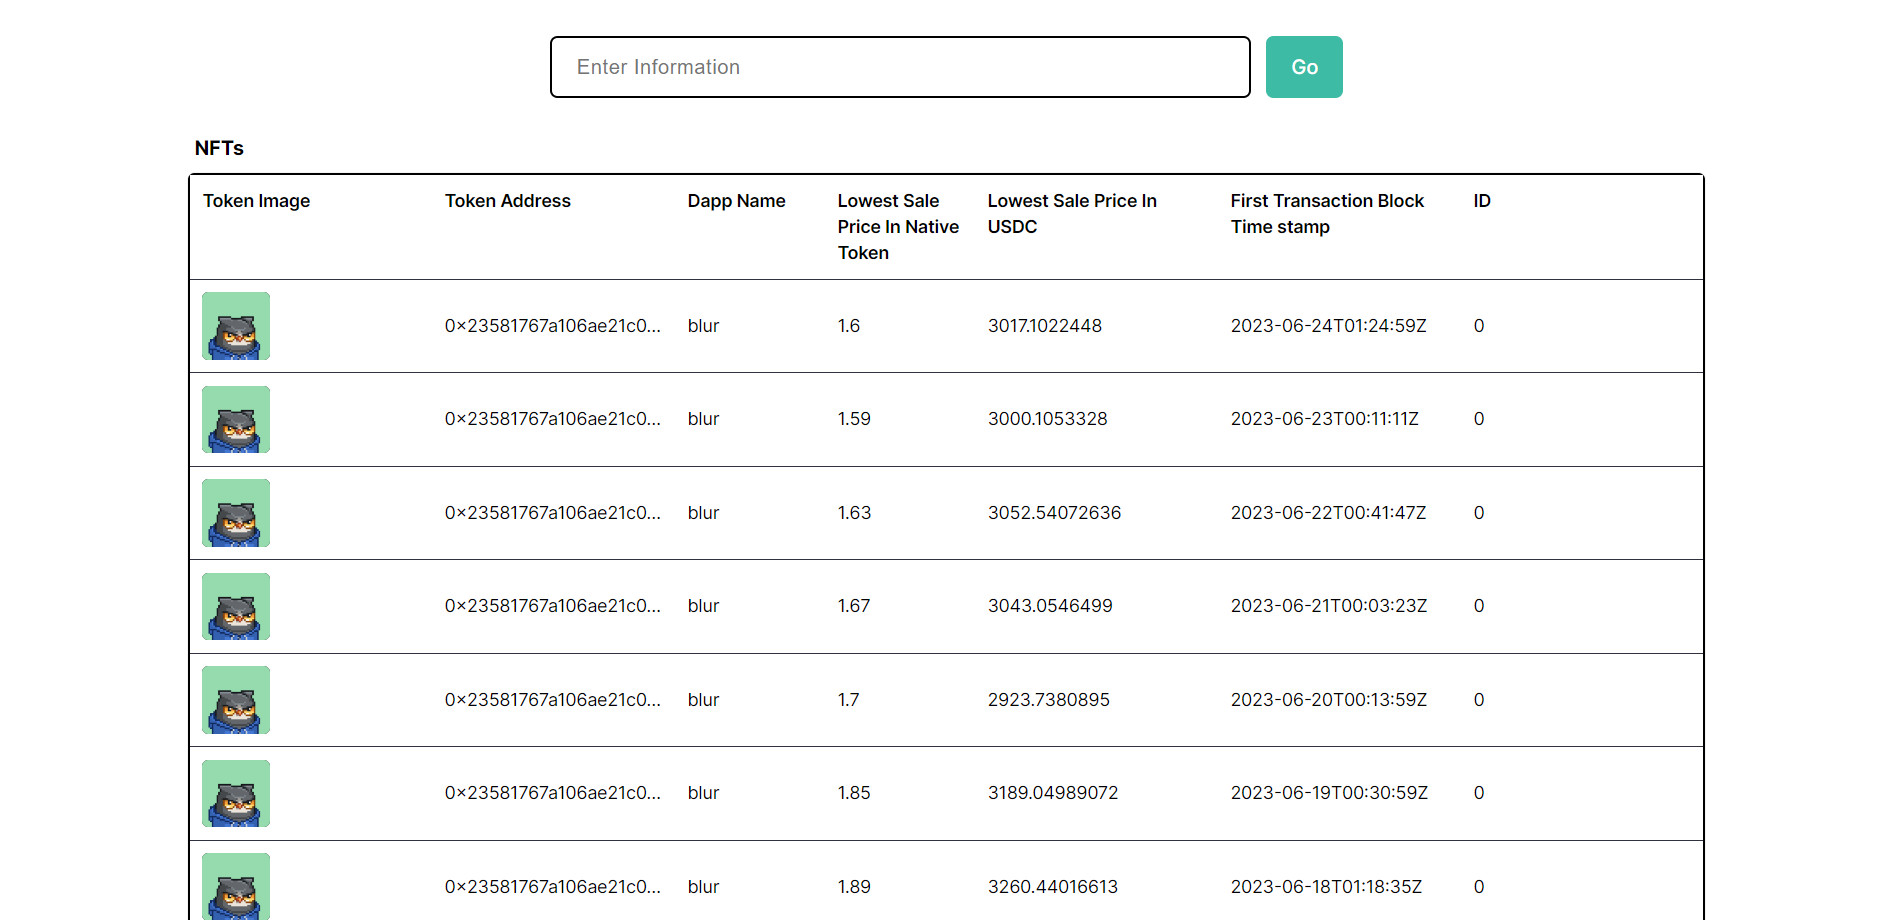 Enter Information
Go
NFTs
Token Image Token Address Dapp Name Lowest Sale Price In Native Token Lowest Sale Price In USDC First Transaction Block Time stamp ID
0x23581767a106ae21c0... blur 1.6 3017.1022448 2023-06-24T01:24:59Z 0
0x23581767a106ae21c0... blur 1.59 3000.1053328 2023-06-23T00:11:11Z 0
0x23581767a106ae21c0... blur 1.63 3052.54072636 2023-06-22T00:41:47Z 0
0x23581767a106ae21c0... blur 1.67 3043.0546499 2023-06-21T00:03:23Z 0
0x23581767a106ae21c0... blur 1.7 2923.7380895 2023-06-20T00:13:59Z 0
0x23581767a106ae21c0... blur 1.85 3189.04989072 2023-06-19T00:30:59Z 0
0x23581767a106ae21c0... blur 1.89 3260.44016613 2023-06-18T01:18:35Z 0